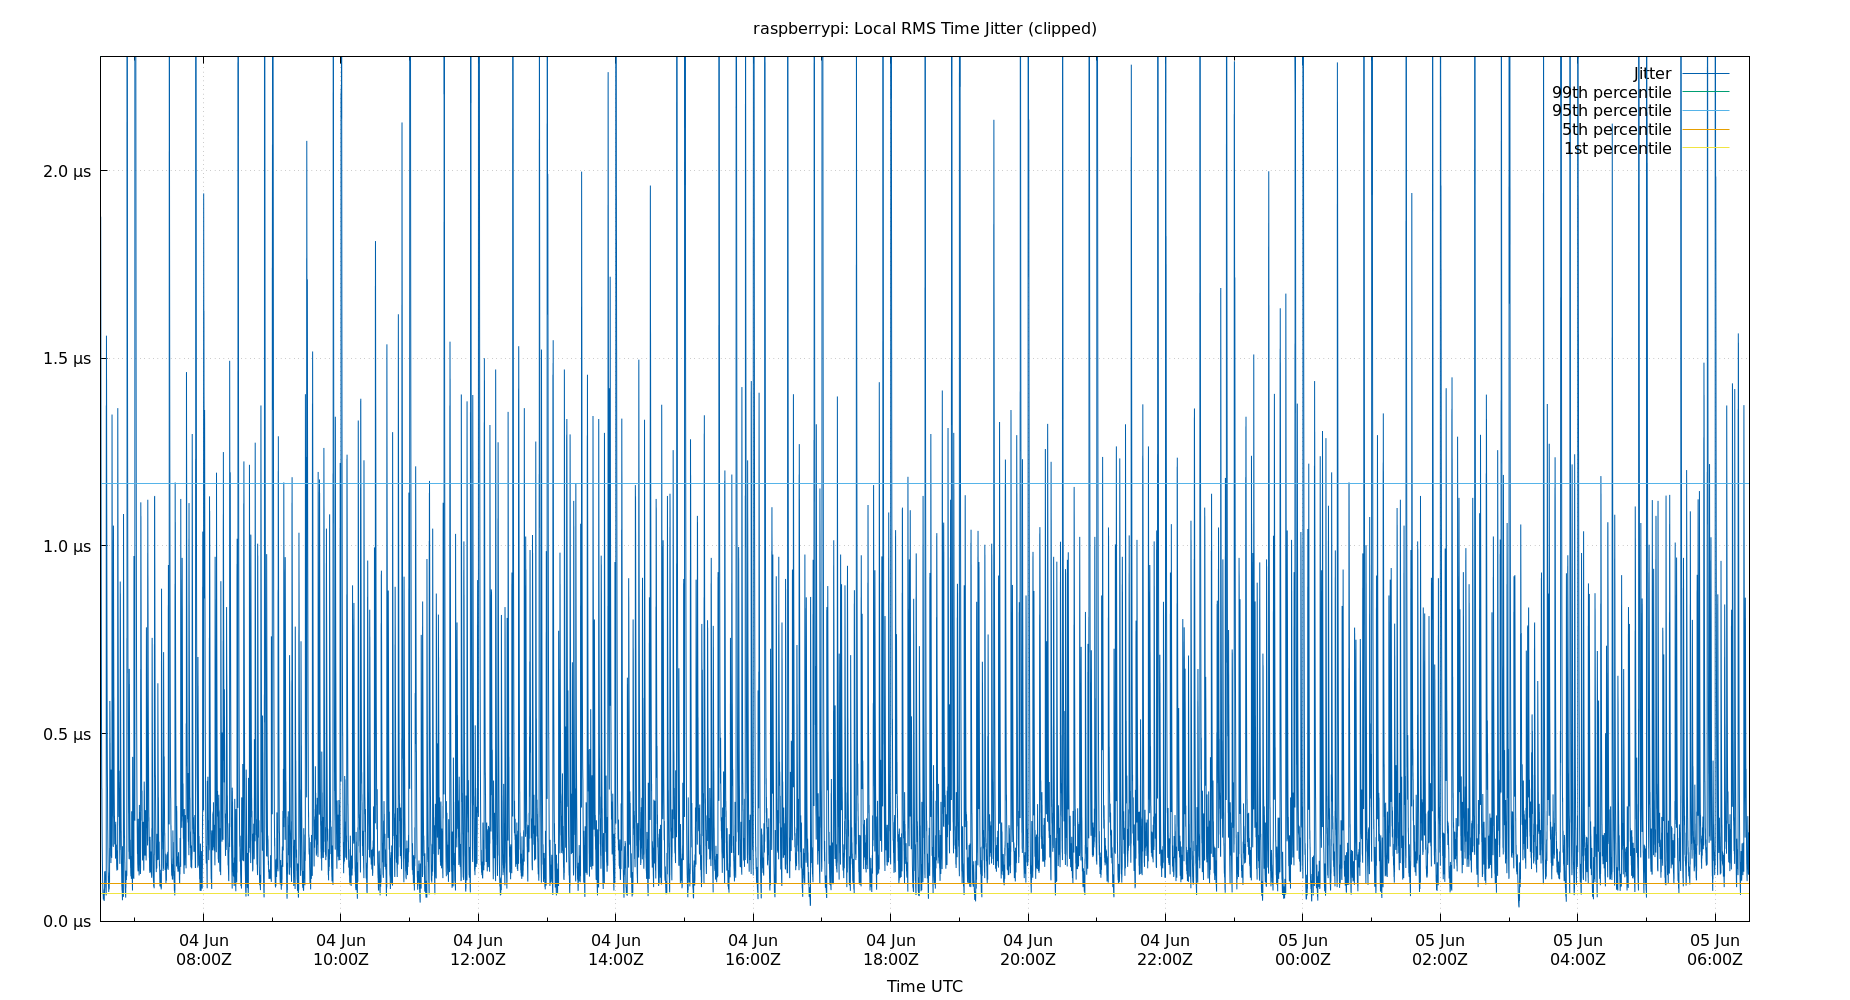 raspberrypi: Local RMS Time Jitter (clipped)
Jitter
99th percentile
95th percentile
5th percentile
1st percentile
2.0 µs
1.5 µs
1.0 µs
0.5 µs
0.0 µs
04 Jun 04 Jun 04 Jun 04 Jun 04 Jun 04 Jun 04 Jun 04 Jun 05 Jun 05 Jun 05 Jun 05 Jun
08:00Z 10:00Z 12:00Z 14:00Z 16:00Z 18:00Z 20:00Z 22:00Z 00:00Z 02:00Z 04:00Z 06:00Z
Time UTC